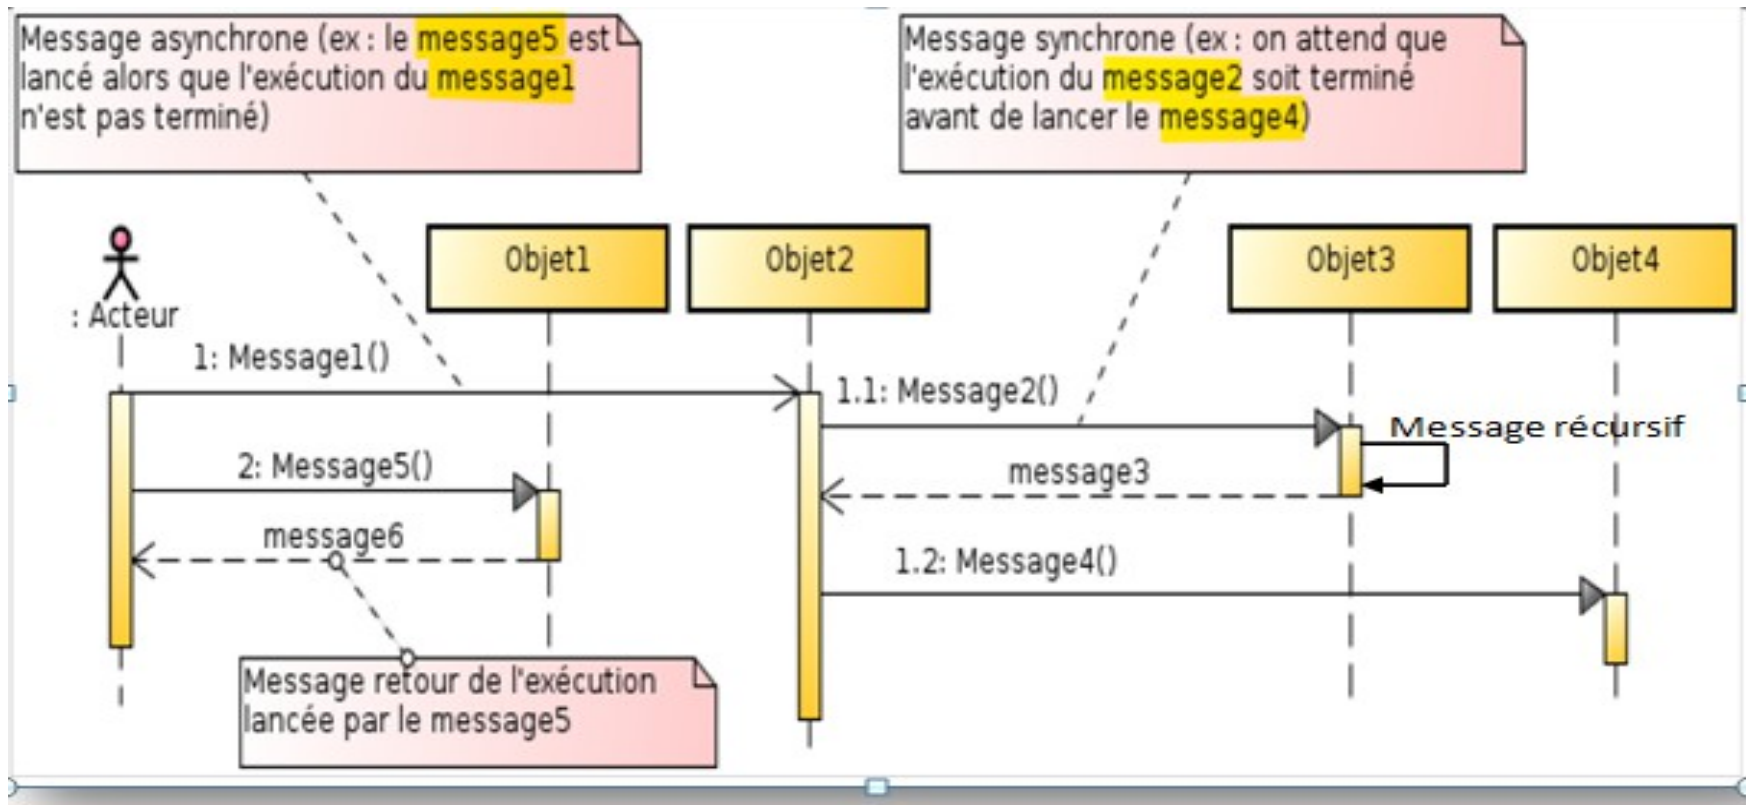 Message asynchrone (ex : le message5 est
lancé alors que l'exécution du message1
n'est pas terminé)
Message synchrone (ex : on attend que
l'exécution du message2 soit terminé
avant de lancer le message4)
: Acteur
Objet1
Objet2
Objet3
Objet4
1: Message1()
1.1: Message2()
Message récursif
2: Message5()
message3
message6
1.2: Message4()
Message retour de l'exécution
lancée par le message5